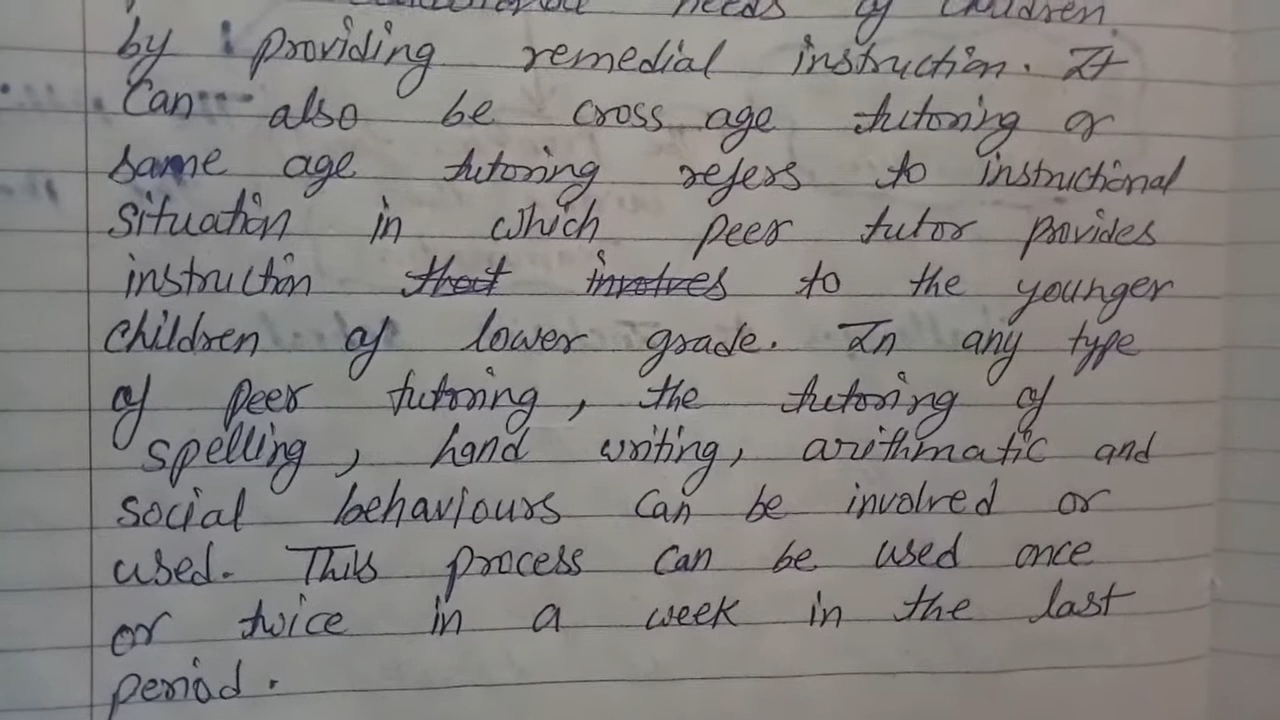 needs of children
by providing remedial instruction. It
Can also be cross age tutoring or
same age tutoring refers to instructional
situation in which peer tutor provides
instruction that involves to the younger
children of lower grade. In any type
of peer tutoring, the tutoring of
spelling, hand writing, arithmatic and
social behaviours can be involved or
used. This process can be used once
or twice in a week in the last
period.